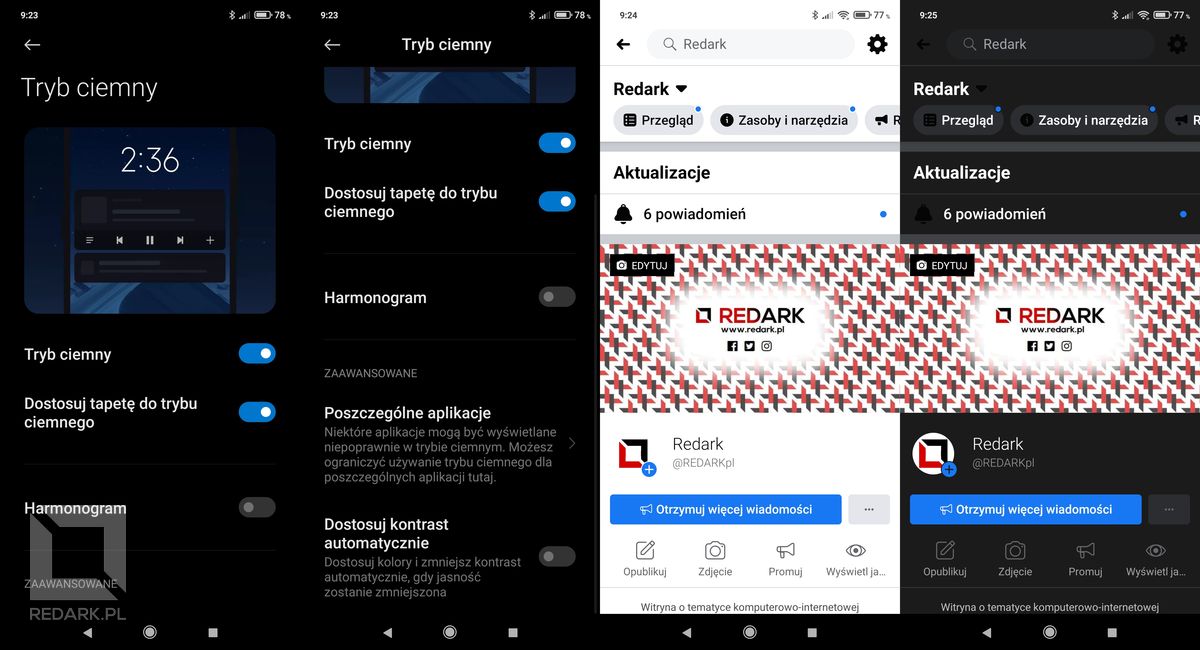 9:23
78%
Tryb ciemny
2:36
Tryb ciemny
Dostosuj tapetę do trybu
ciemnego
Harmonogram
ZAAWANSOWANE
REDARK.PL
9:23
78%
Tryb ciemny
Tryb ciemny
Dostosuj tapetę do trybu
ciemnego
Harmonogram
ZAAWANSOWANE
Poszczególne aplikacje
Niektóre aplikacje mogą być wyświetlane
niepoprawnie w trybie ciemnym. Możesz
ograniczyć używanie trybu ciemnego dla
poszczególnych aplikacji tutaj.
Dostosuj kontrast
automatycznie
Dostosuj kolory i zmniejsz kontrast
automatycznie, gdy jasność
zostanie zmniejszona
9:24
77%
Redark
Redark
Przegląd
Zasoby i narzędzia
R
Aktualizacje
6 powiadomień
EDYTUJ
REDARK
www.redark.pl
Redark
@REDARKpl
Otrzymuj więcej wiadomości
...
Opublikuj
Zdjęcie
Promuj
Wyświetl ja...
Witryna o tematyce komputerowo-internetowej
9:25
77%
Redark
Redark
Przegląd
Zasoby i narzędzia
R
Aktualizacje
6 powiadomień
EDYTUJ
REDARK
www.redark.pl
Redark
@REDARKpl
Otrzymuj więcej wiadomości
...
Opublikuj
Zdjęcie
Promuj
Wyświetl ja...
Witryna o tematyce komputerowo-internetowej